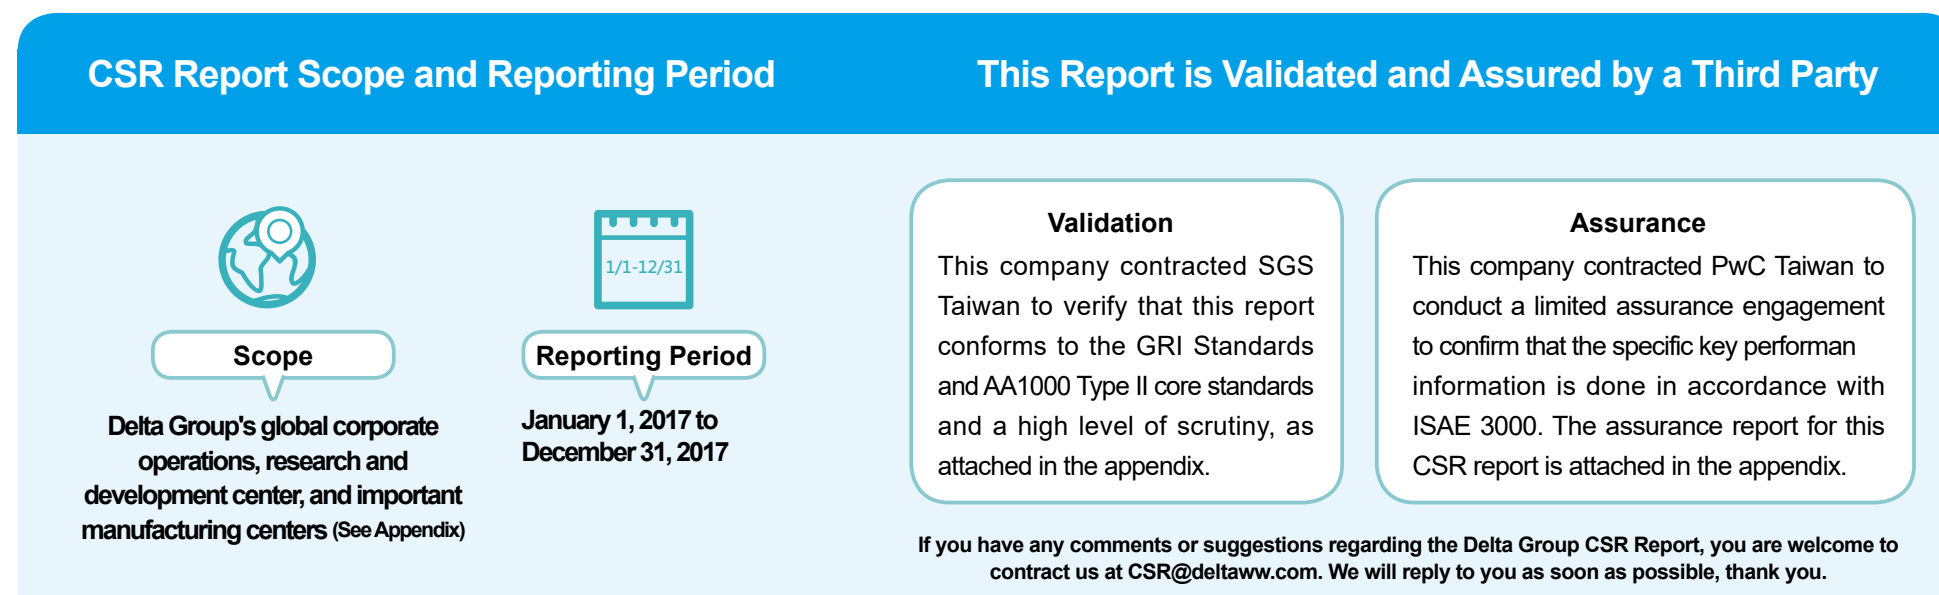 CSR Report Scope and Reporting Period
This Report is Validated and Assured by a Third Party
1/1-12/31
Scope
Delta Group's global corporate
operations, research and
development center, and important
manufacturing centers (See Appendix)
Reporting Period
January 1, 2017 to
December 31, 2017
Validation
This company contracted SGS
Taiwan to verify that this report
conforms to the GRI Standards
and AA1000 Type II core standards
and a high level of scrutiny, as
attached in the appendix.
Assurance
This company contracted PwC Taiwan to
conduct a limited assurance engagement
to confirm that the specific key performan
information is done in accordance with
ISAE 3000. The assurance report for this
CSR report is attached in the appendix.
If you have any comments or suggestions regarding the Delta Group CSR Report, you are welcome to
contract us at CSR@deltaww.com. We will reply to you as soon as possible, thank you.